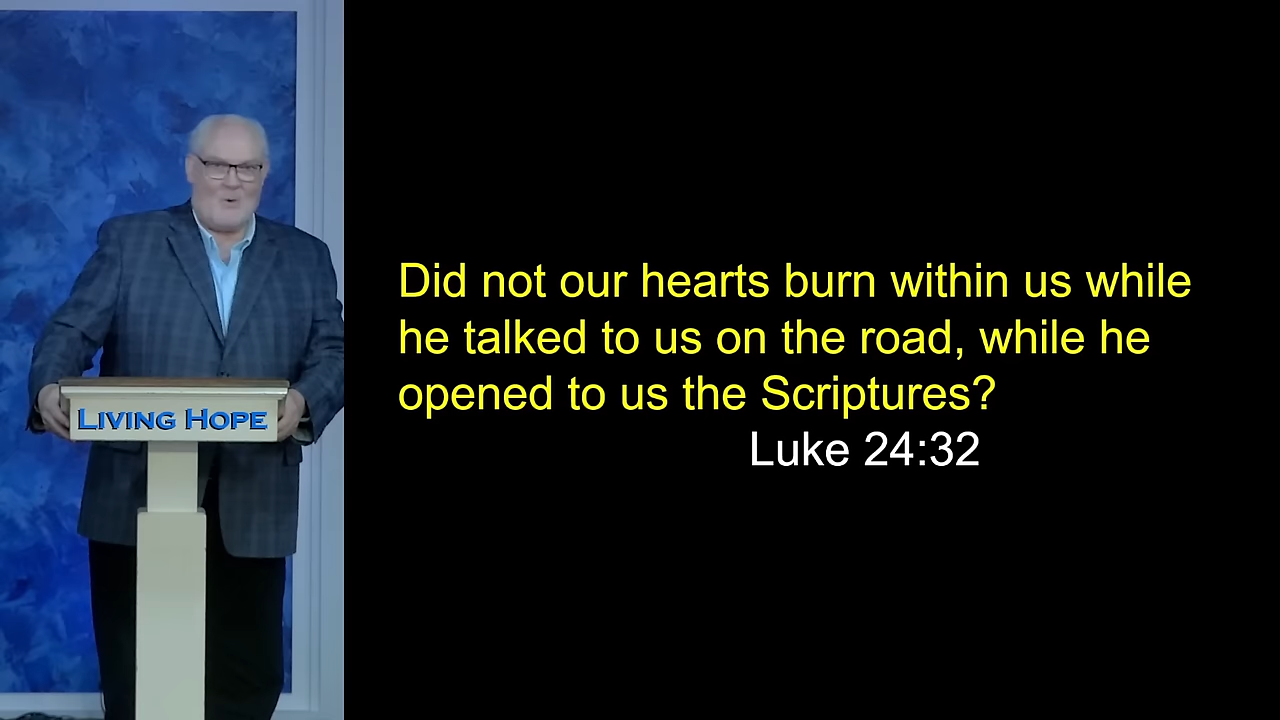 LIVING HOPE
Did not our hearts burn within us while
he talked to us on the road, while he
opened to us the Scriptures?
Luke 24:32